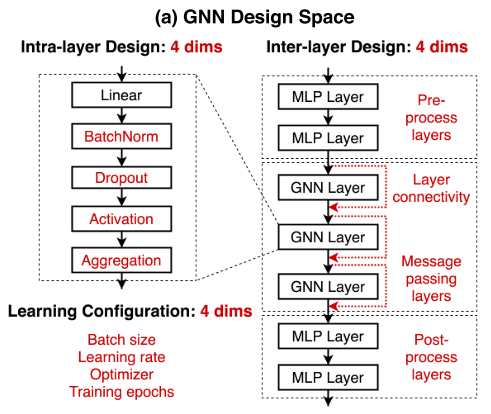 (a) GNN Design Space
Intra-layer Design: 4 dims
Linear
BatchNorm
Dropout
Activation
Aggregation
Learning Configuration: 4 dims
Batch size
Learning rate
Optimizer
Training epochs
Inter-layer Design: 4 dims
MLP Layer
MLP Layer
Pre-
process
layers
GNN Layer
Layer
connectivity
GNN Layer
GNN Layer
Message
passing
layers
MLP Layer
MLP Layer
Post-
process
layers